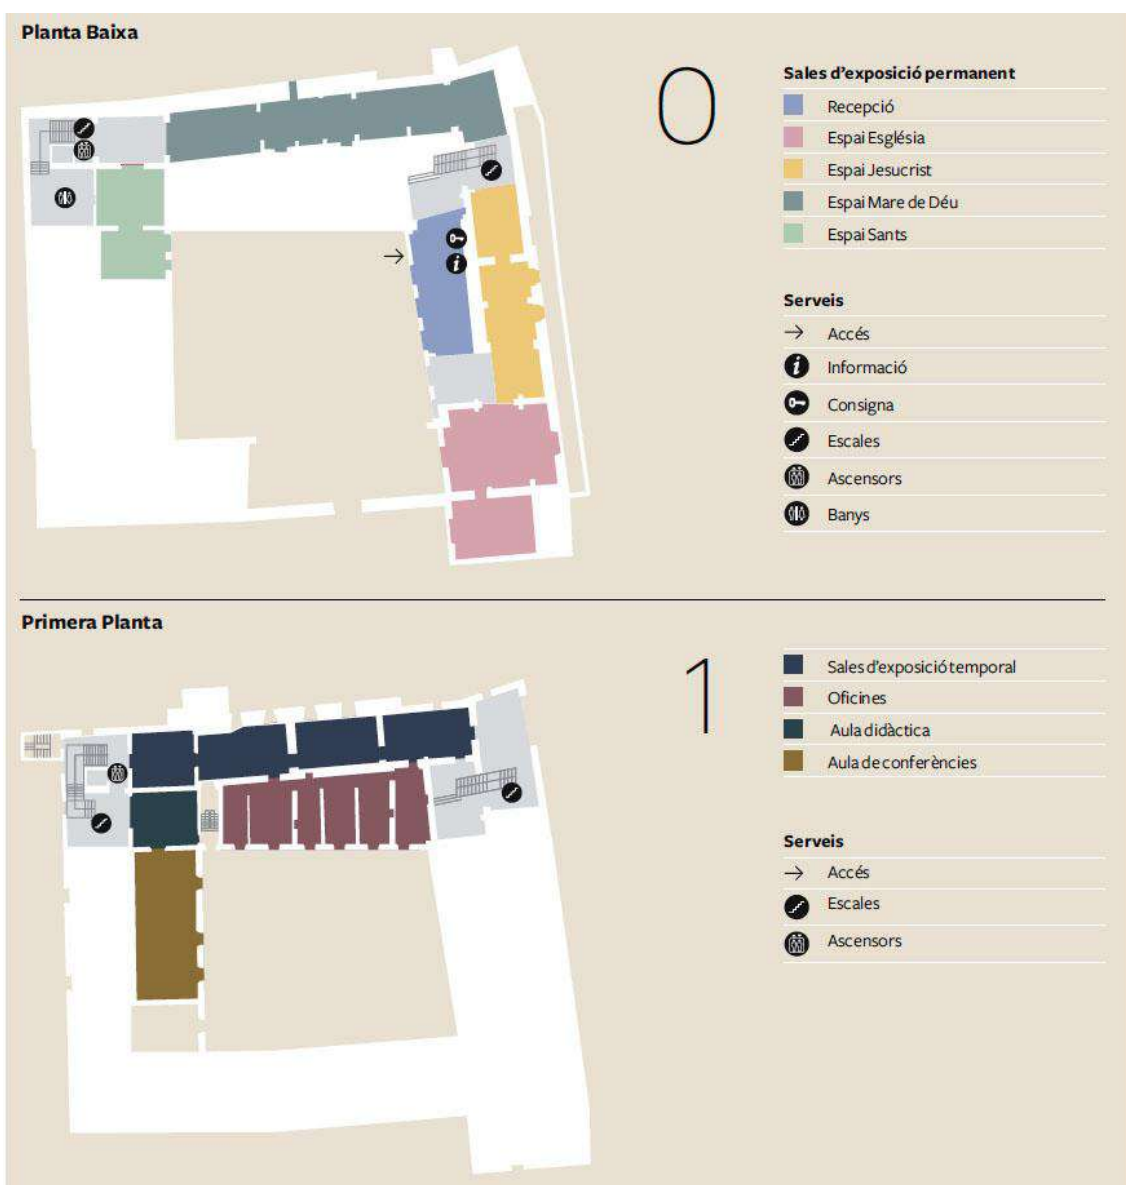 Planta Baixa
0
Sales d’exposició permanent
Recepció
Espai Església
Espai Jesucrist
Espai Mare de Déu
Espai Sants
Serveis
Accés
Informació
Consigna
Escales
Ascensors
Banys
Primera Planta
1
Sales d’exposició temporal
Oficines
Aula didàctica
Aula de conferències
Serveis
Accés
Escales
Ascensors